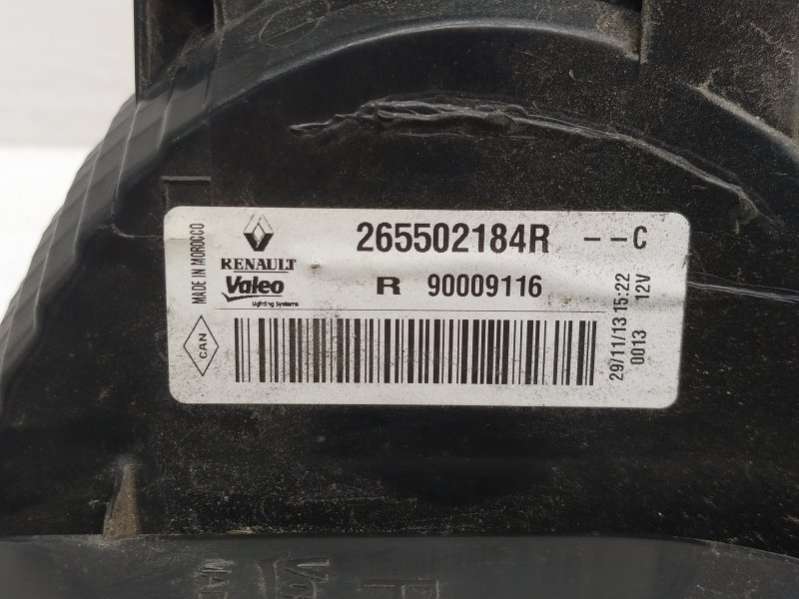 MADE IN MOROCCO
RENAULT
265502184R --C
Valeo
Lighting Systems
R 90009116
CAN
29/11/13 15:22
0013 12V